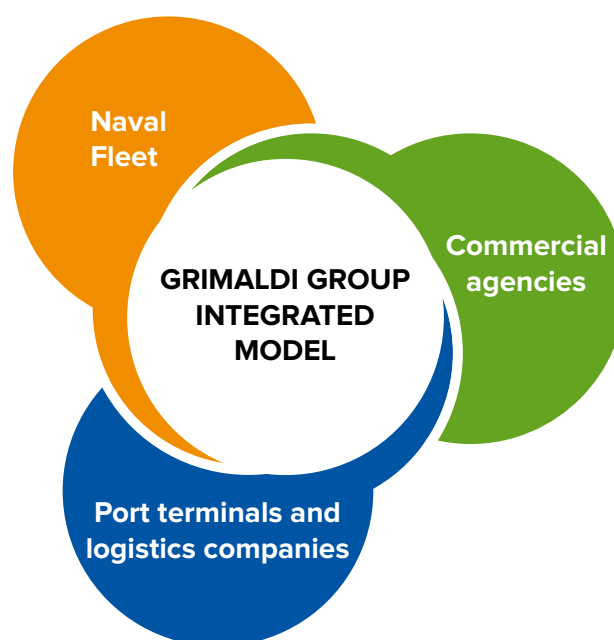 Naval
Fleet
Commercial
agencies
GRIMALDI GROUP
INTEGRATED
MODEL
Port terminals and
logistics companies